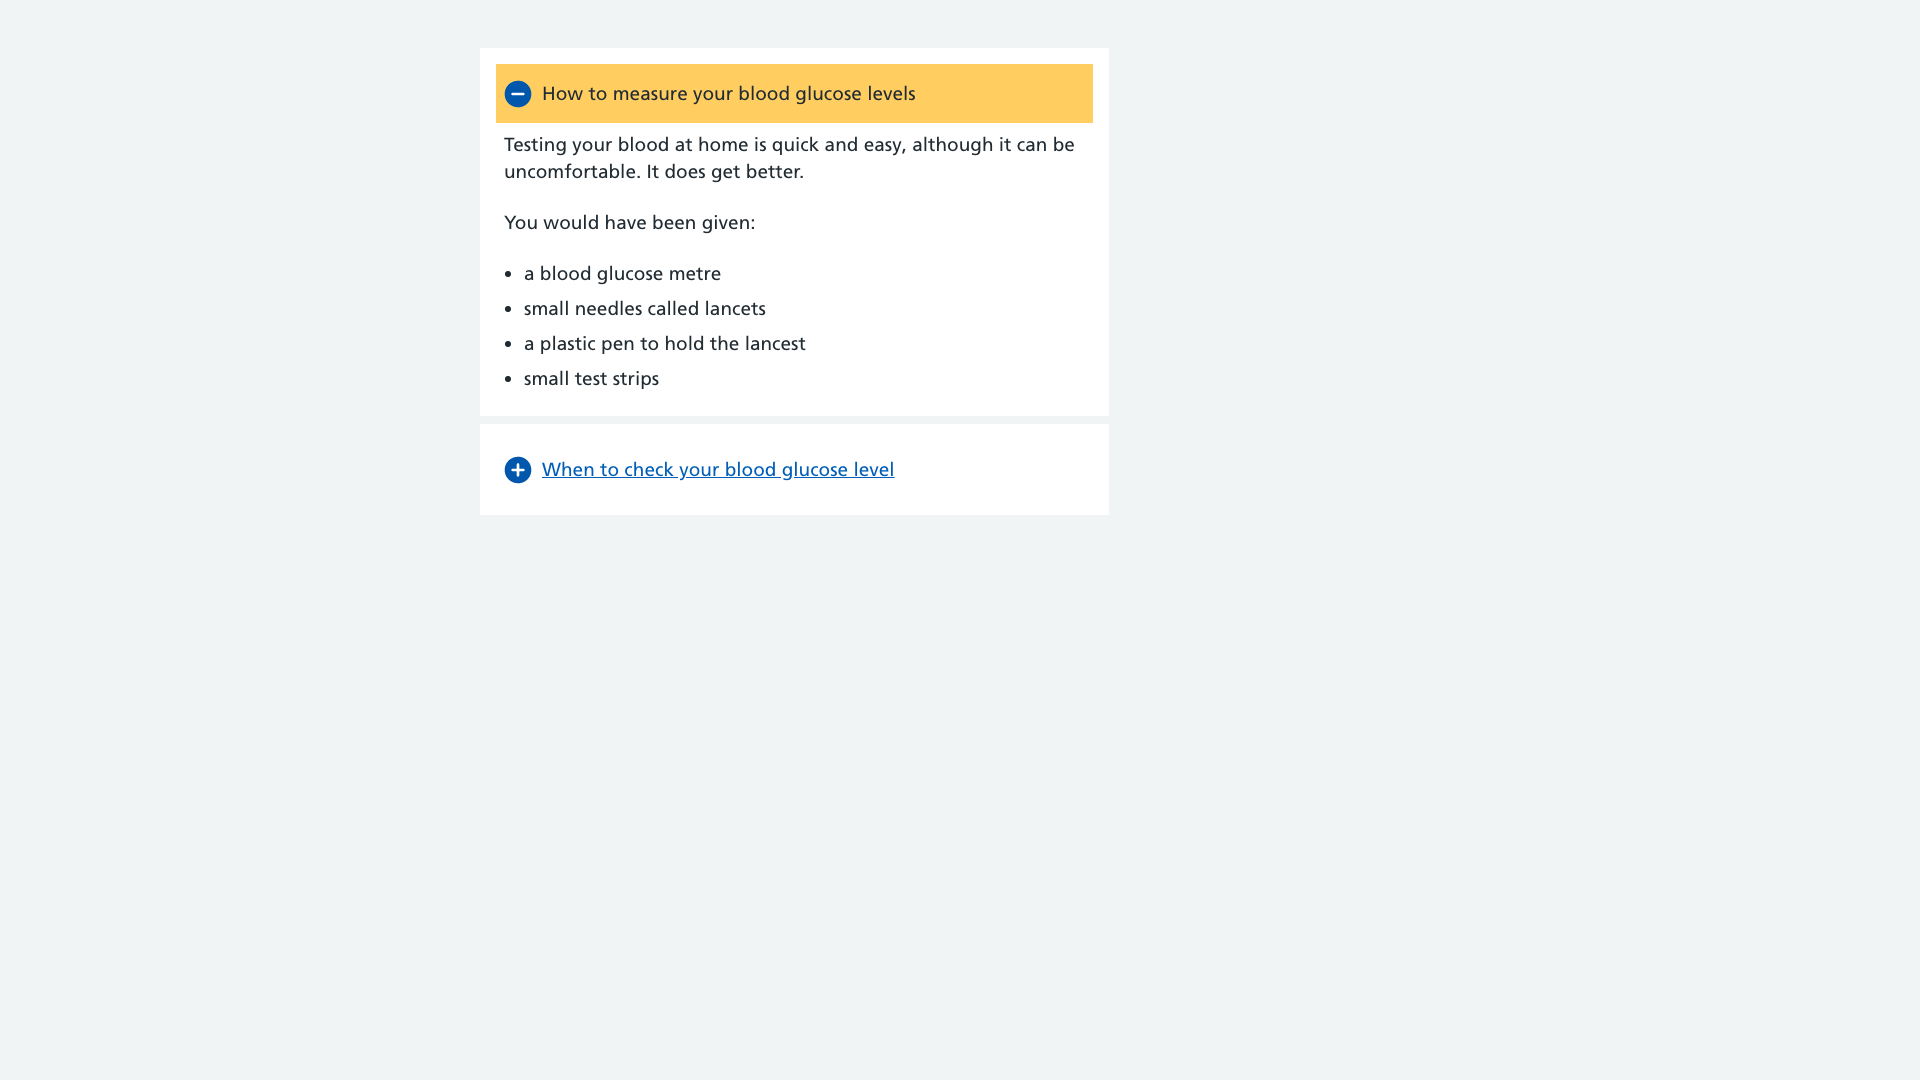 How to measure your blood glucose levels
Testing your blood at home is quick and easy, although it can be
uncomfortable. It does get better.
You would have been given:
• a blood glucose metre
• small needles called lancets
• a plastic pen to hold the lancest
• small test strips
When to check your blood glucose level